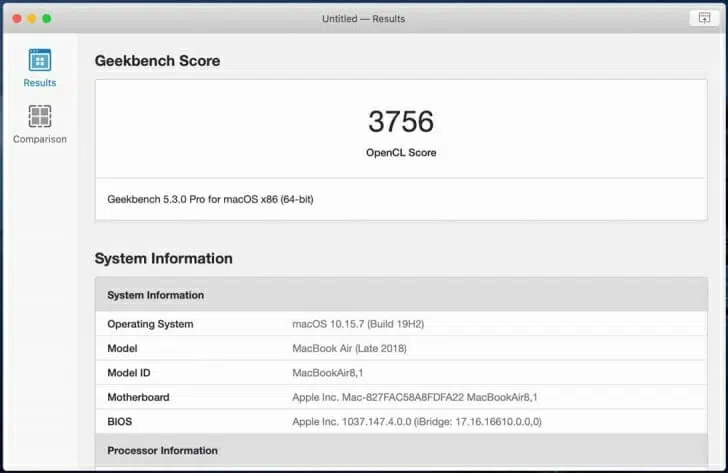 Untitled — Results
Results
Comparison
Geekbench Score
3756
OpenCL Score
Geekbench 5.3.0 Pro for macOS x86 (64-bit)
System Information
System Information
Operating System macOS 10.15.7 (Build 19H2)
Model MacBook Air (Late 2018)
Model ID MacBookAir8,1
Motherboard Apple Inc. Mac-827FAC58A8FDFA22 MacBookAir8,1
BIOS Apple Inc. 1037.147.4.0.0 (iBridge: 17.16.16610.0.0,0)
Processor Information